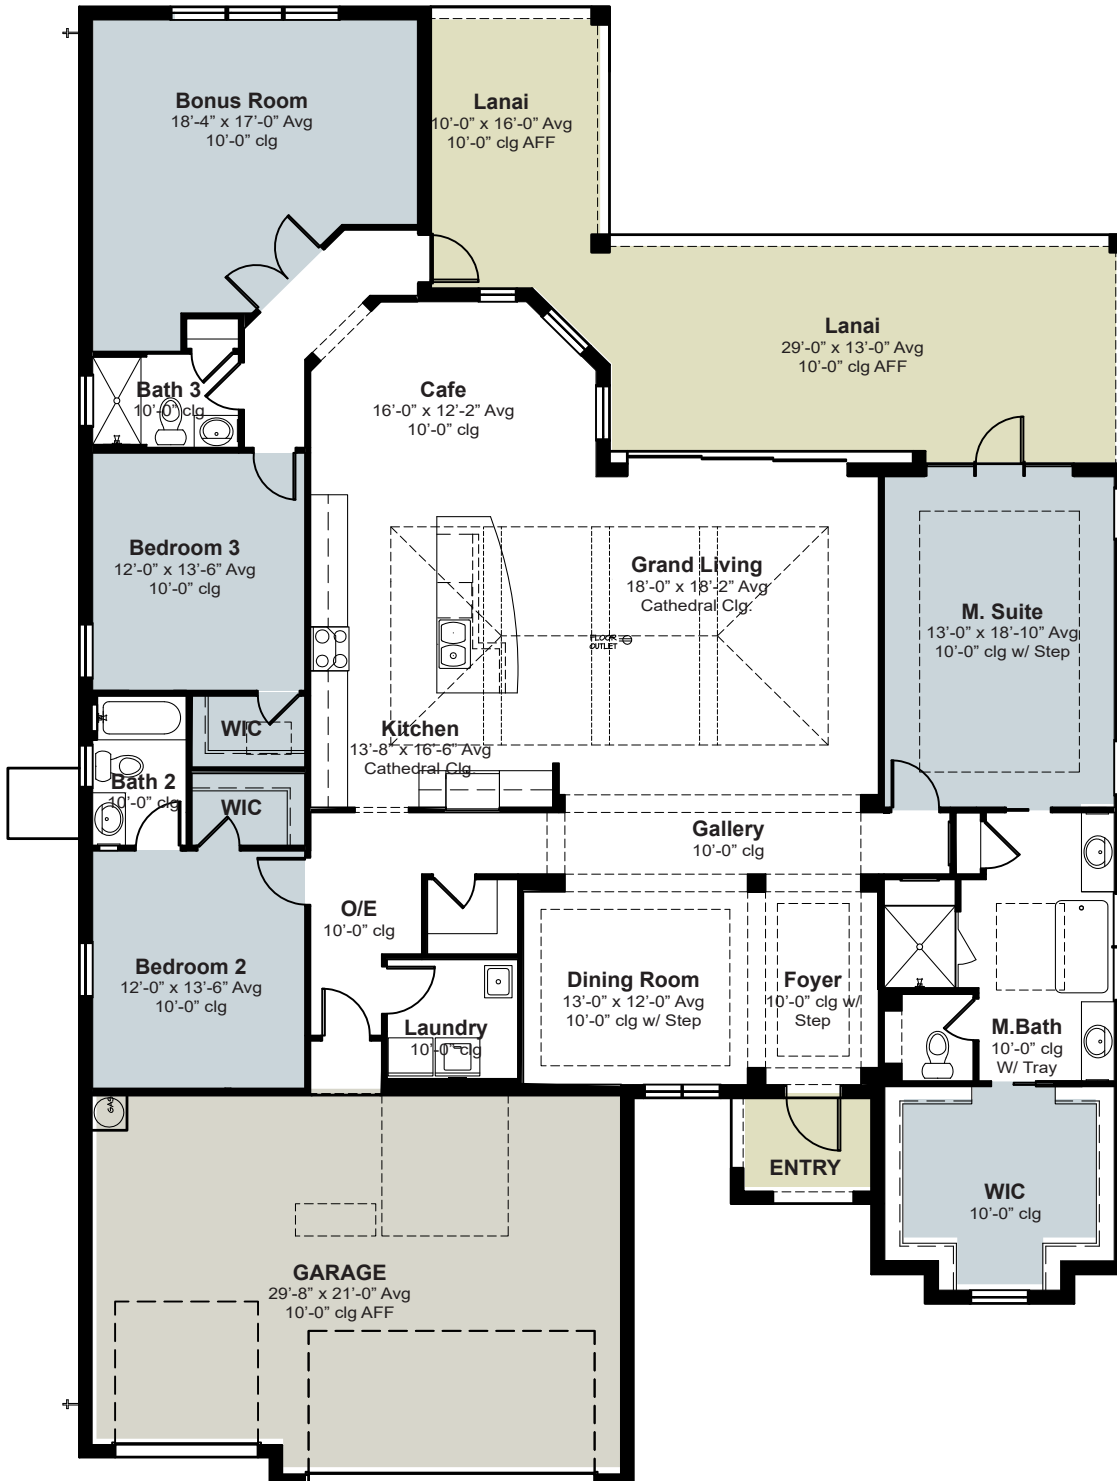 Bonus Room
18'-4" x 17'-0" Avg
10'-0" clg
Lanai
10'-0" x 16'-0" Avg
10'-0" clg AFF
Lanai
29'-0" x 13'-0" Avg
10'-0" clg AFF
Bath 3
10'-0" clg
Cafe
16'-0" x 12'-2" Avg
10'-0" clg
Bedroom 3
12'-0" x 13'-6" Avg
10'-0" clg
Grand Living
18'-0" x 18'-2" Avg
Cathedral Clg.
FLOOR
OUTLET
M. Suite
13'-0" x 18'-10" Avg
10'-0" clg w/ Step
WIC
Kitchen
13'-8" x 16'-6" Avg
Cathedral Clg.
Bath 2
10'-0" clg
WIC
Gallery
10'-0" clg
O/E
10'-0" clg
Bedroom 2
12'-0" x 13'-6" Avg
10'-0" clg
Dining Room
13'-0" x 12'-0" Avg
10'-0" clg w/ Step
Foyer
10'-0" clg w/
Step
Laundry
10'-0" clg
M.Bath
10'-0" clg
W/ Tray
GAS
ENTRY
WIC
10'-0" clg
GARAGE
29'-8" x 21'-0" Avg
10'-0" clg AFF